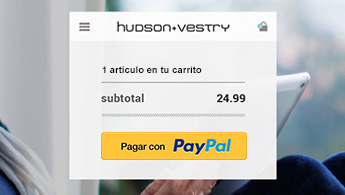 hudson+vestry
1 artículo en tu carrito
subtotal 24.99
Pagar con PayPal